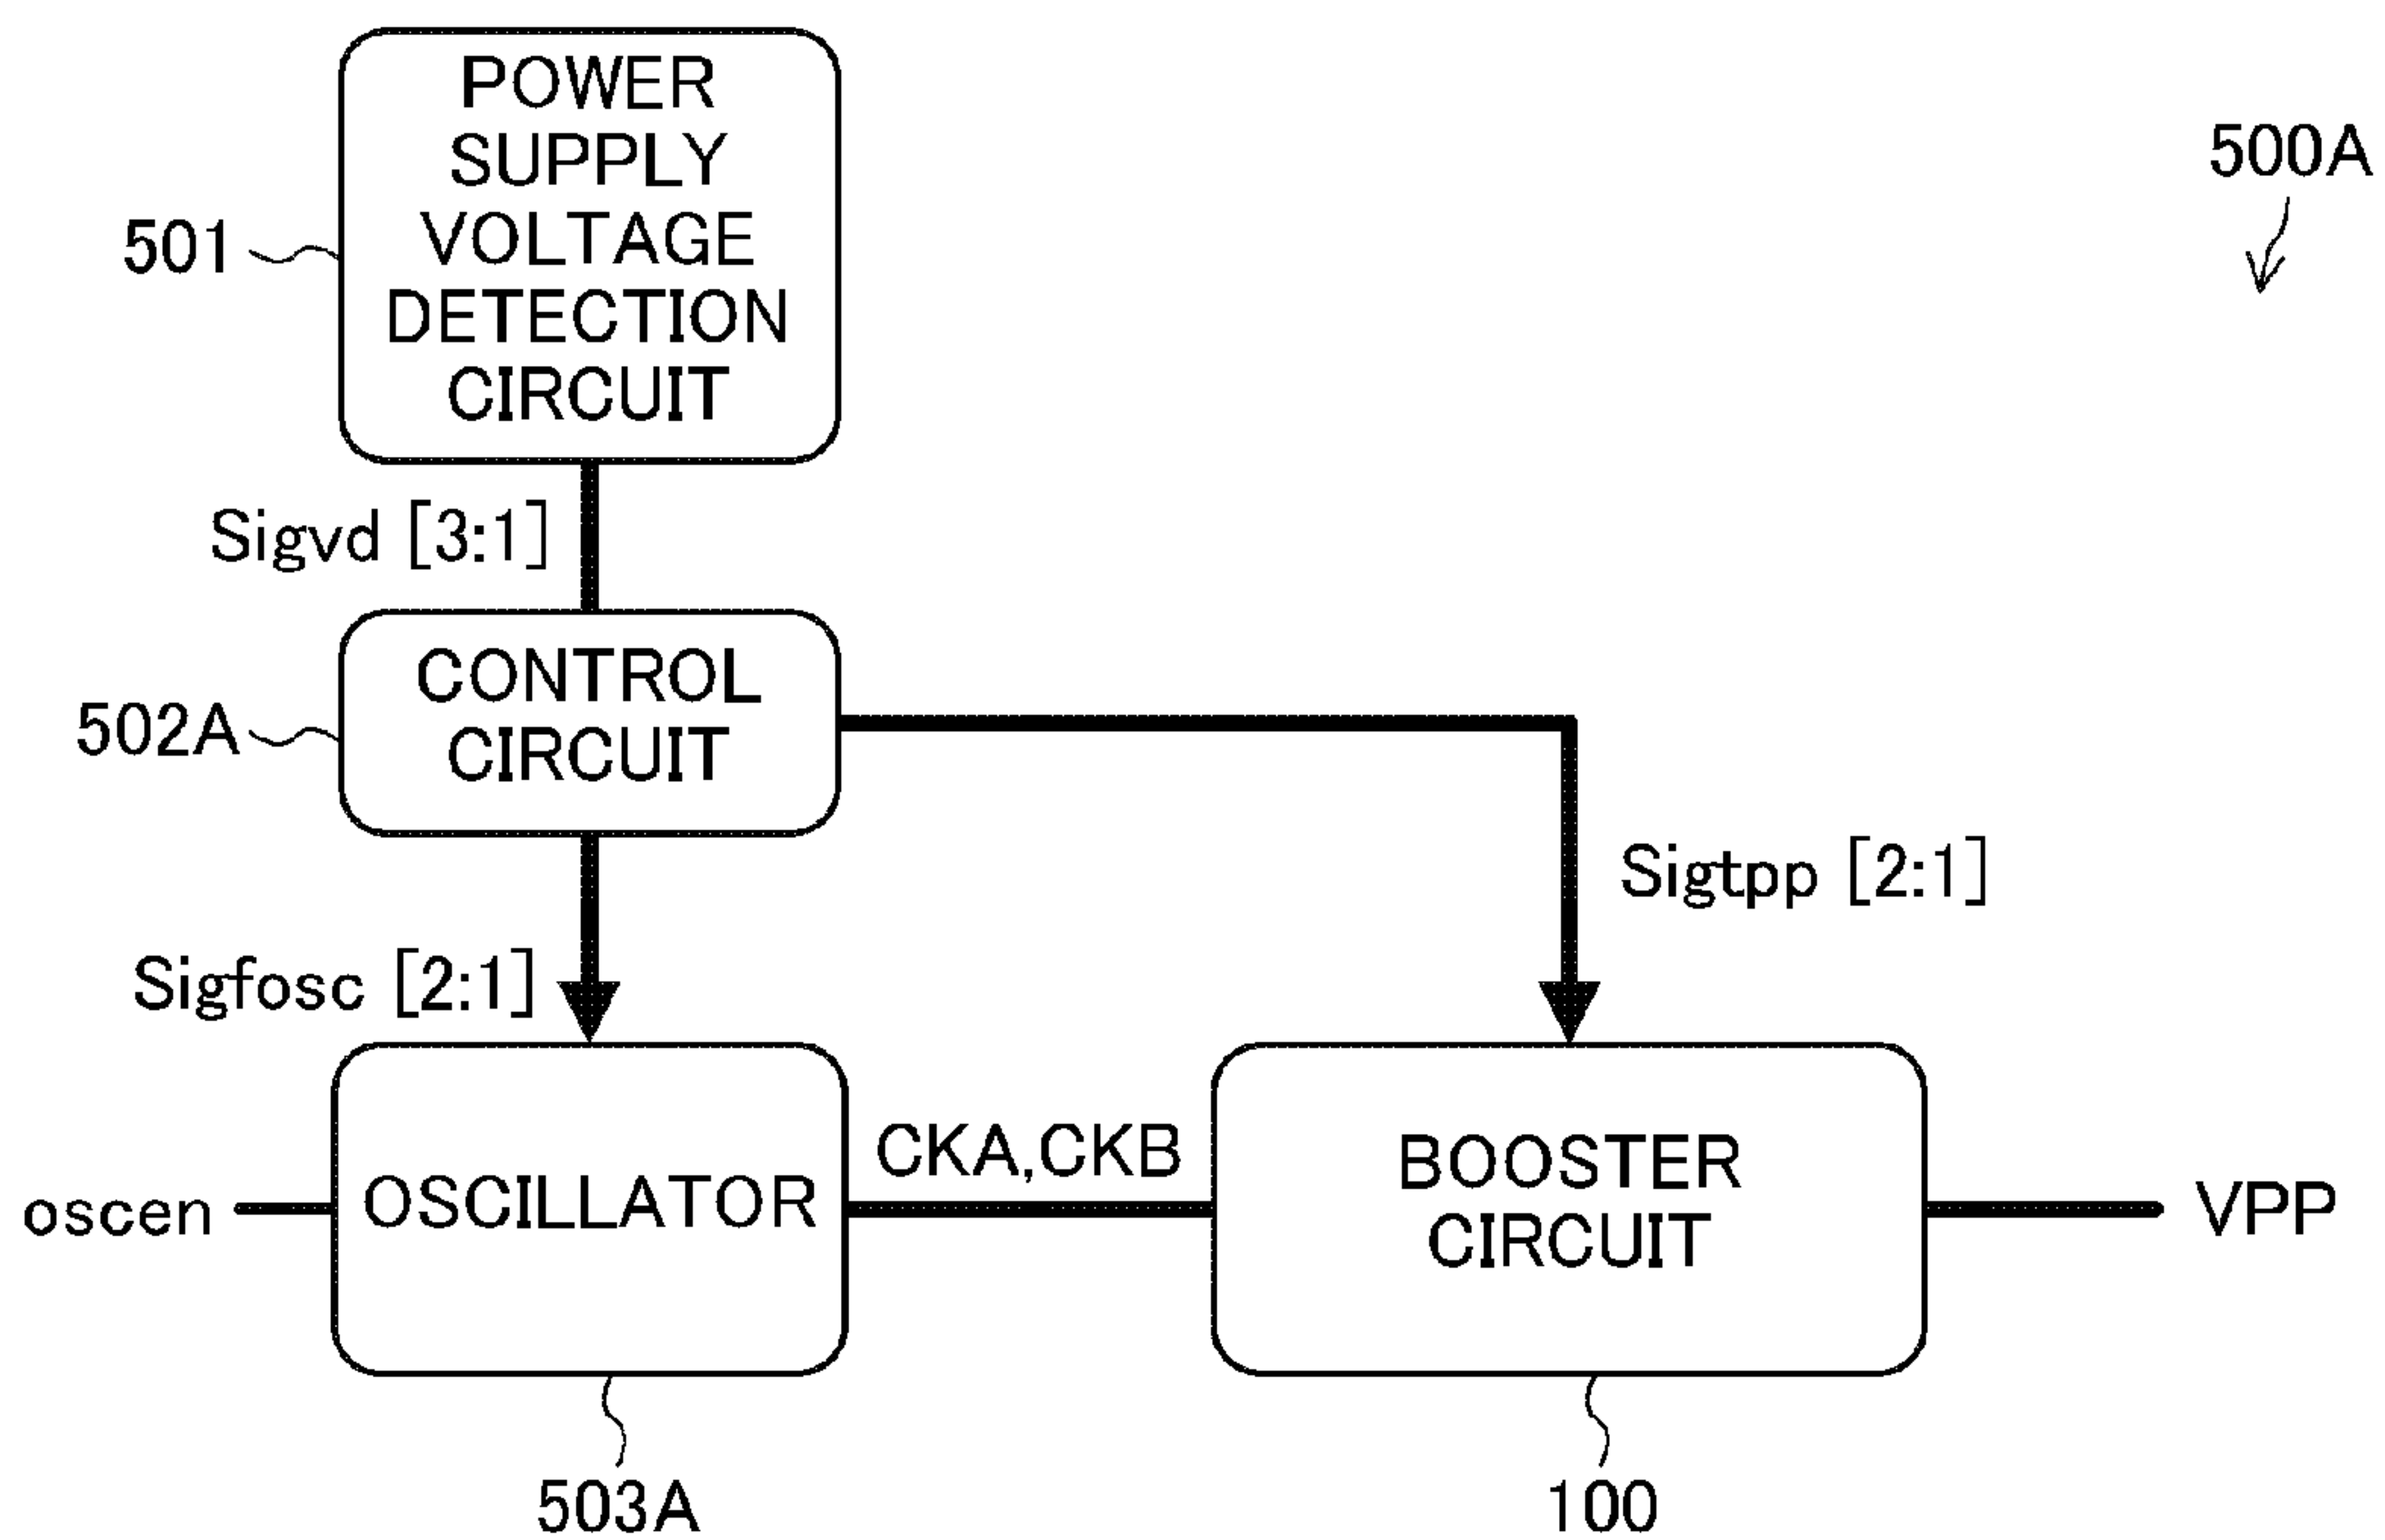 POWER
SUPPLY
VOLTAGE
DETECTION
CIRCUIT
500A
501
Sigvd [3:1]
CONTROL
CIRCUIT
502A
Sigtpp [2:1]
Sigfosc [2:1]
oscen
OSCILLATOR
CKA,CKB
BOOSTER
CIRCUIT
VPP
503A
100